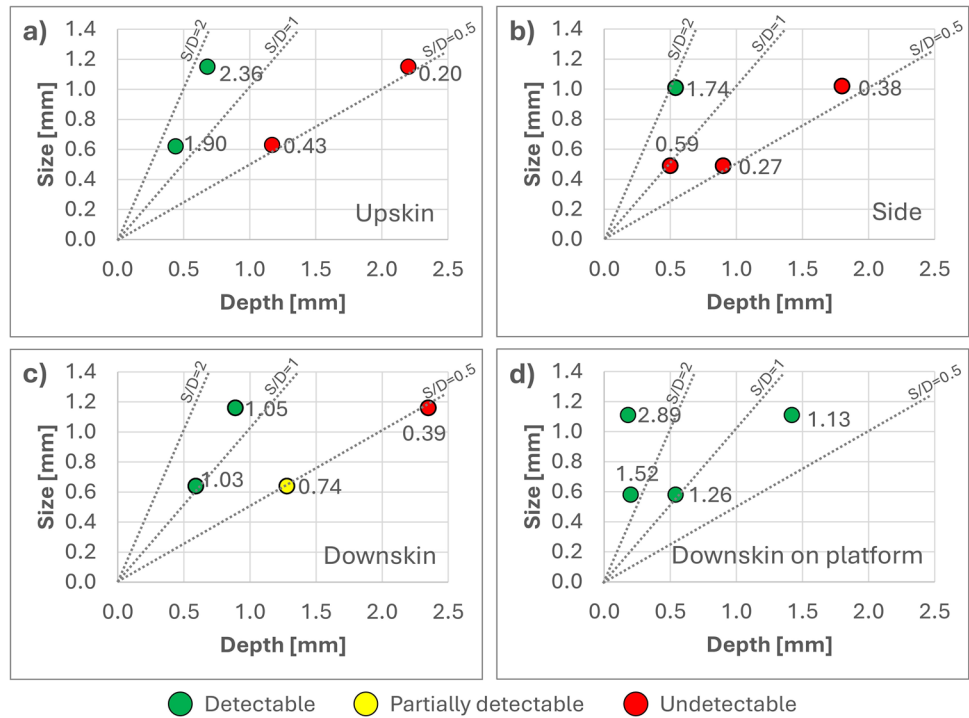 a)
1.4
1.2
1.0
0.8
0.6
0.4
0.2
0.0
Size [mm]
S/D=2
S/D=1
S/D=0.5
2.36
0.20
1.90
0.43
Upskin
0.0 0.5 1.0 1.5 2.0 2.5
Depth [mm]
b)
1.4
1.2
1.0
0.8
0.6
0.4
0.2
0.0
Size [mm]
S/D=2
S/D=1
S/D=0.5
1.74
0.38
0.59
0.27
Side
0.0 0.5 1.0 1.5 2.0 2.5
Depth [mm]
c)
1.4
1.2
1.0
0.8
0.6
0.4
0.2
0.0
Size [mm]
S/D=2
S/D=1
S/D=0.5
1.05
0.39
1.03
0.74
Downskin
0.0 0.5 1.0 1.5 2.0 2.5
Depth [mm]
d)
1.4
1.2
1.0
0.8
0.6
0.4
0.2
0.0
Size [mm]
S/D=2
S/D=1
S/D=0.5
2.89
1.13
1.52
1.26
Downskin on platform
0.0 0.5 1.0 1.5 2.0 2.5
Depth [mm]
Detectable Partially detectable Undetectable